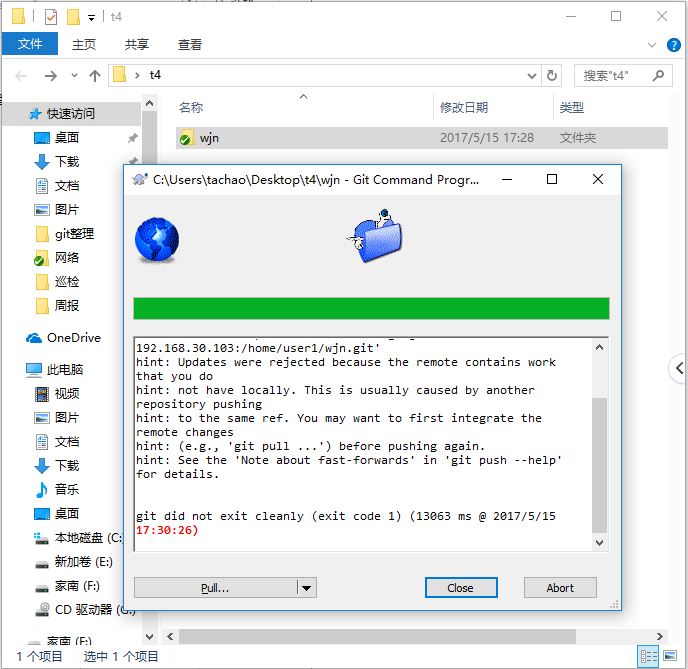 t4
文件 主页 共享 查看
t4
搜索"t4"
名称 修改日期 类型
快速访问
wjn 2017/5/15 17:28 文件夹
桌面
下载
文档
图片
git整理
网络
巡检
周报
OneDrive
此电脑
视频
图片
文档
下载
音乐
桌面
本地磁盘 (C:
新加卷 (E:)
家南 (F:)
CD 驱动器 (G:)
家南 (F:)
1 个项目 选中 1 个项目
C:\Users\tachao\Desktop\t4\wjn - Git Command Progr...
192.168.30.103:/home/user1/wjn.git'
hint: Updates were rejected because the remote contains work
that you do
hint: not have locally. This is usually caused by another
repository pushing
hint: to the same ref. You may want to first integrate the
remote changes
hint: (e.g., 'git pull ...') before pushing again.
hint: See the 'Note about fast-forwards' in 'git push --help'
for details.
git did not exit cleanly (exit code 1) (13063 ms @ 2017/5/15
17:30:26)
Pull... Close Abort